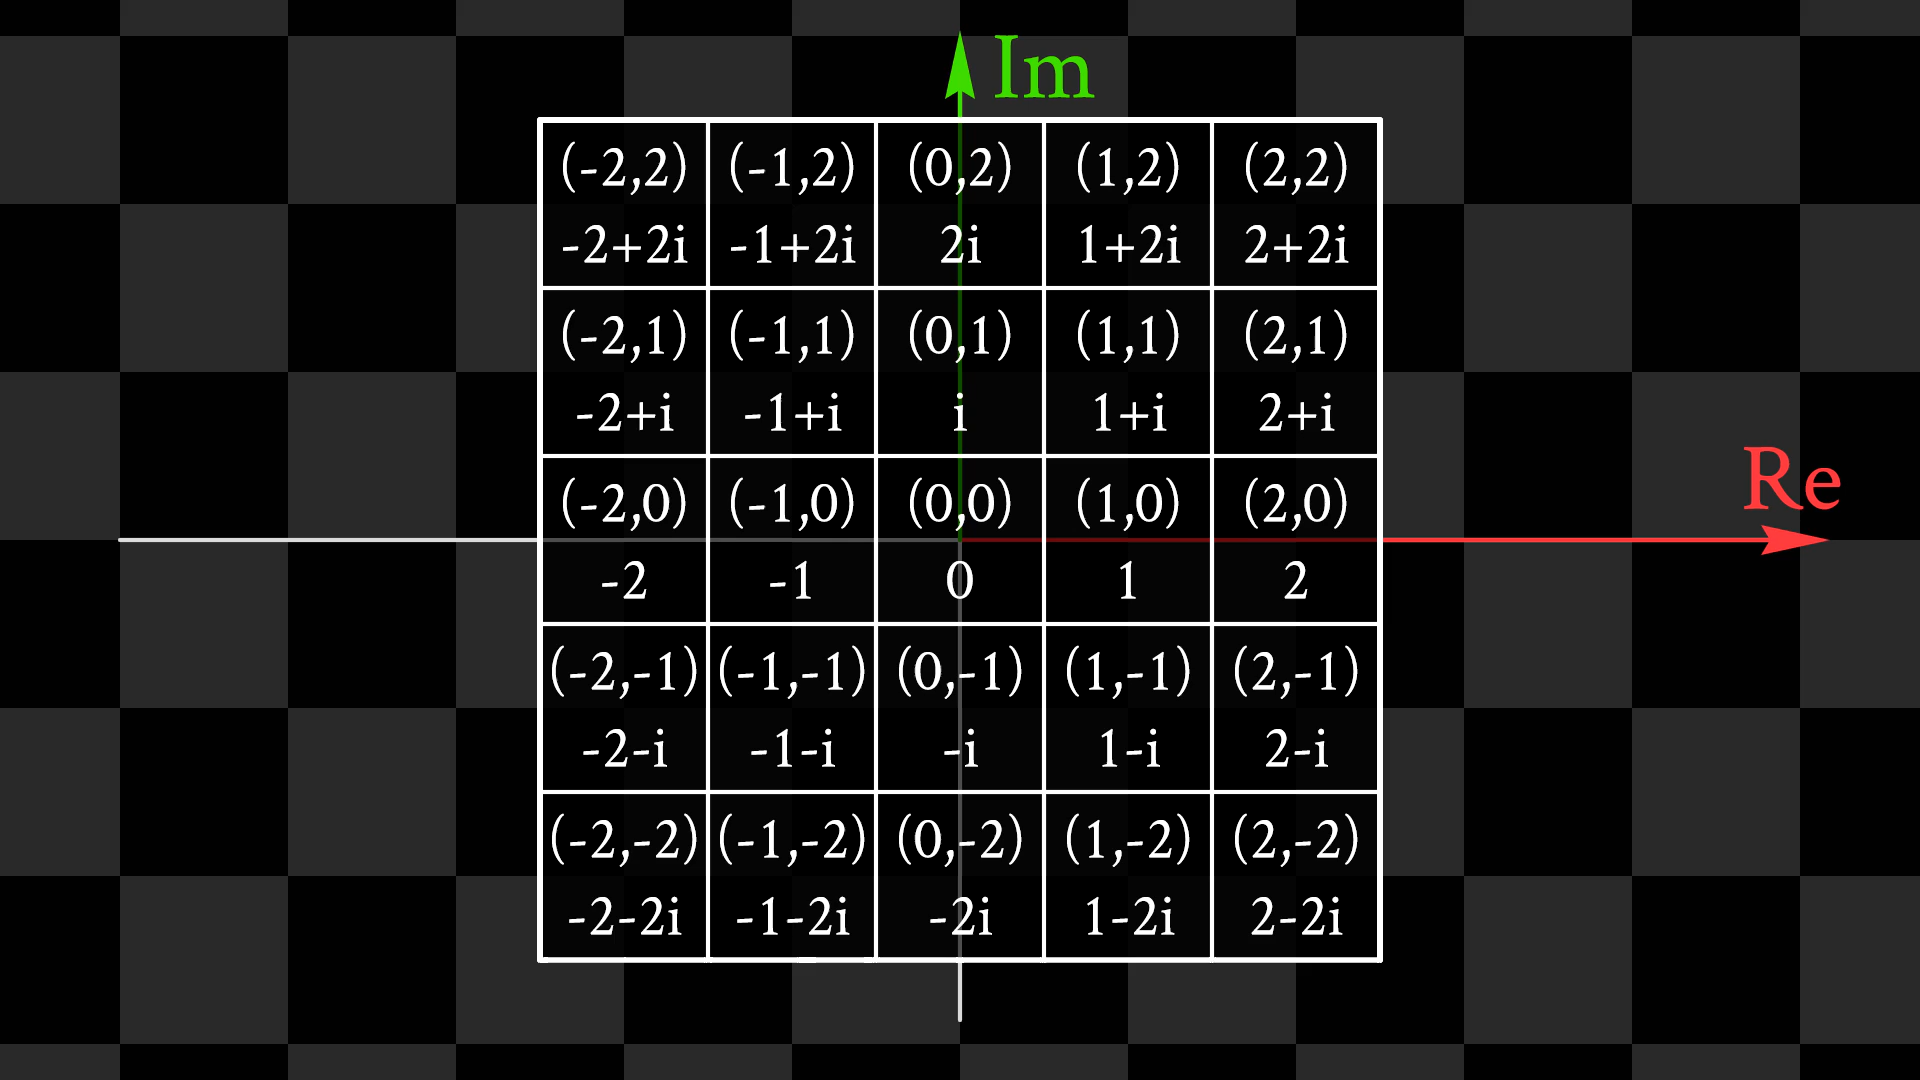 Im
(-2,2) (-1,2) (0,2) (1,2) (2,2)
-2+2i -1+2i 2i 1+2i 2+2i
(-2,1) (-1,1) (0,1) (1,1) (2,1)
-2+i -1+i i 1+i 2+i
Re
(-2,0) (-1,0) (0,0) (1,0) (2,0)
-2 -1 0 1 2
(-2,-1) (-1,-1) (0,-1) (1,-1) (2,-1)
-2-i -1-i -i 1-i 2-i
(-2,-2) (-1,-2) (0,-2) (1,-2) (2,-2)
-2-2i -1-2i -2i 1-2i 2-2i